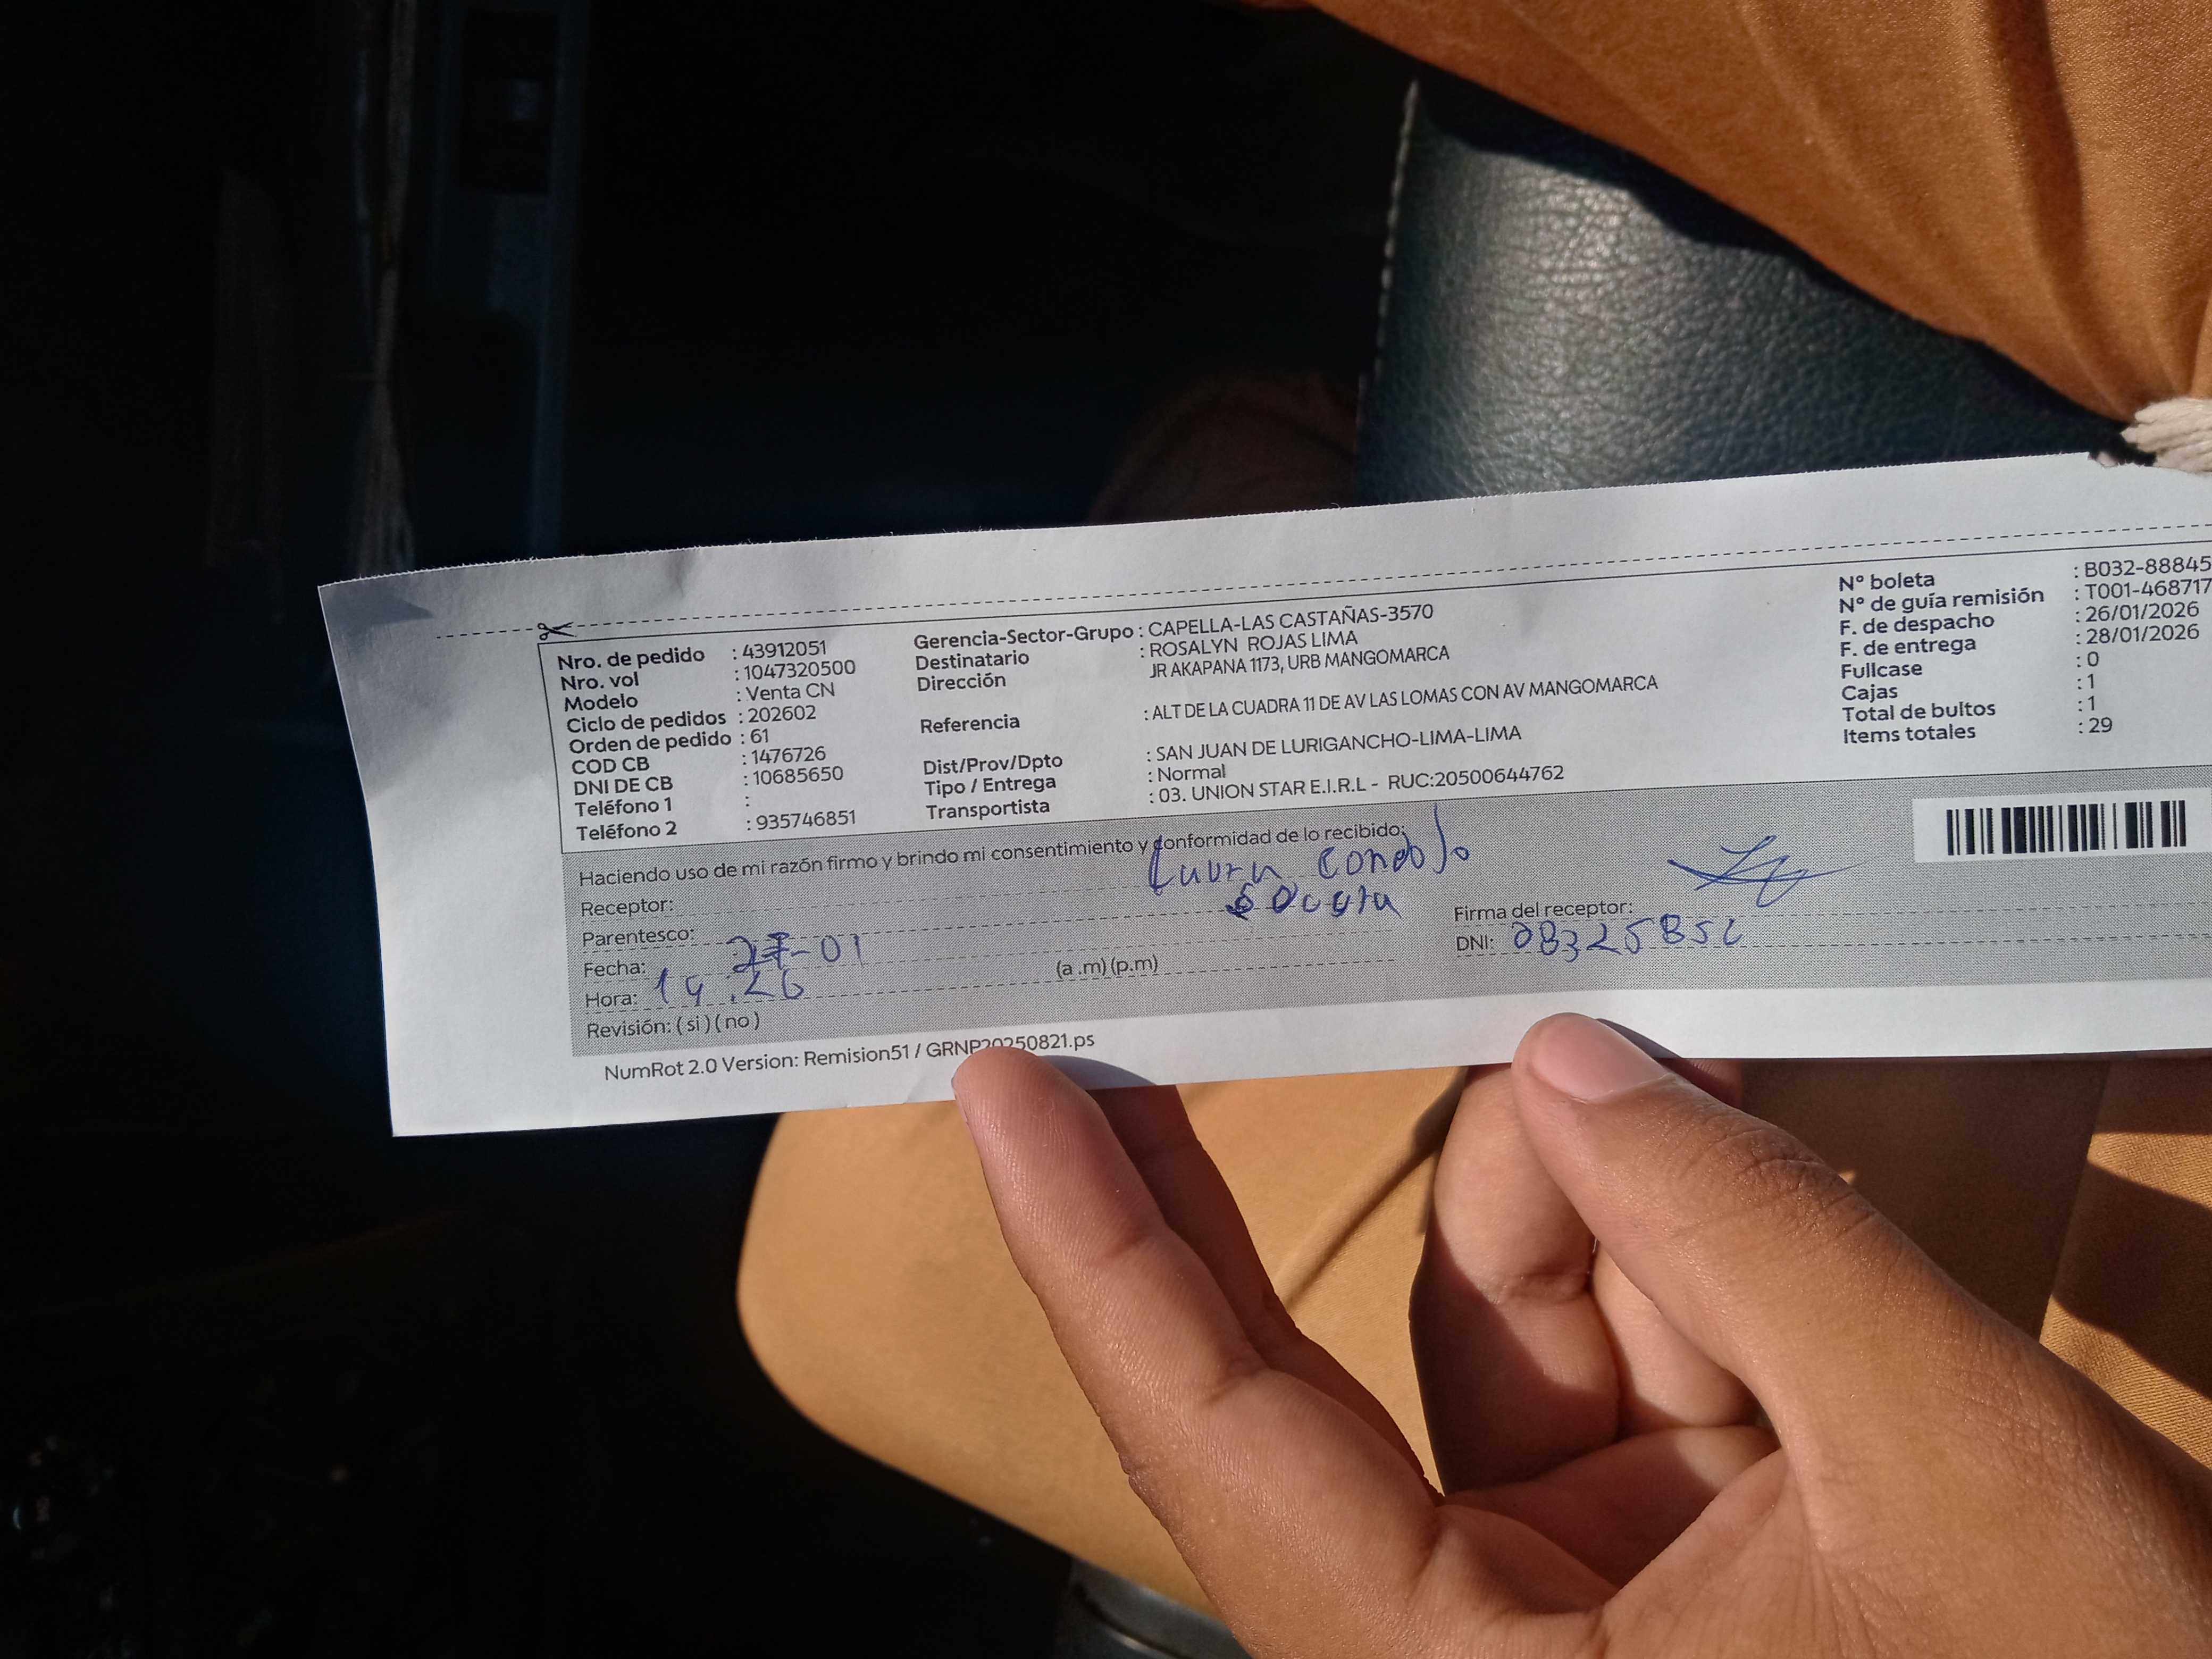 Nro. de pedido : 43912051
Nro. vol : 1047320500
Modelo : Venta CN
Ciclo de pedidos : 202602
Orden de pedido : 61
COD CB : 1476726
DNI DE CB : 10685650
Teléfono 1 :
Teléfono 2 : 935746851
Gerencia-Sector-Grupo : CAPELLA-LAS CASTAÑAS-3570
Destinatario : ROSALYN ROJAS LIMA
Dirección JR AKAPANA 1173, URB MANGOMARCA
Referencia : ALT DE LA CUADRA 11 DE AV LAS LOMAS CON AV MANGOMARCA
Dist/Prov/Dpto : SAN JUAN DE LURIGANCHO-LIMA-LIMA
Tipo / Entrega : Normal
Transportista : 03. UNION STAR E.I.R.L - RUC:20500644762
Nº boleta : B032-88845
Nº de guía remisión : T001-468717
F. de despacho : 26/01/2026
F. de entrega : 28/01/2026
Fullcase : 0
Cajas : 1
Total de bultos : 1
Items totales : 29
Haciendo uso de mi razón firmo y brindo mi consentimiento y conformidad de lo recibido:
Receptor:
Parentesco:
Fecha: 27-01
Hora: 14.26 (a .m) (p.m)
Revisión: ( si ) ( no )
Firma del receptor:
DNI:
NumRot 2.0 Version: Remision51 / GRNP20250821.ps